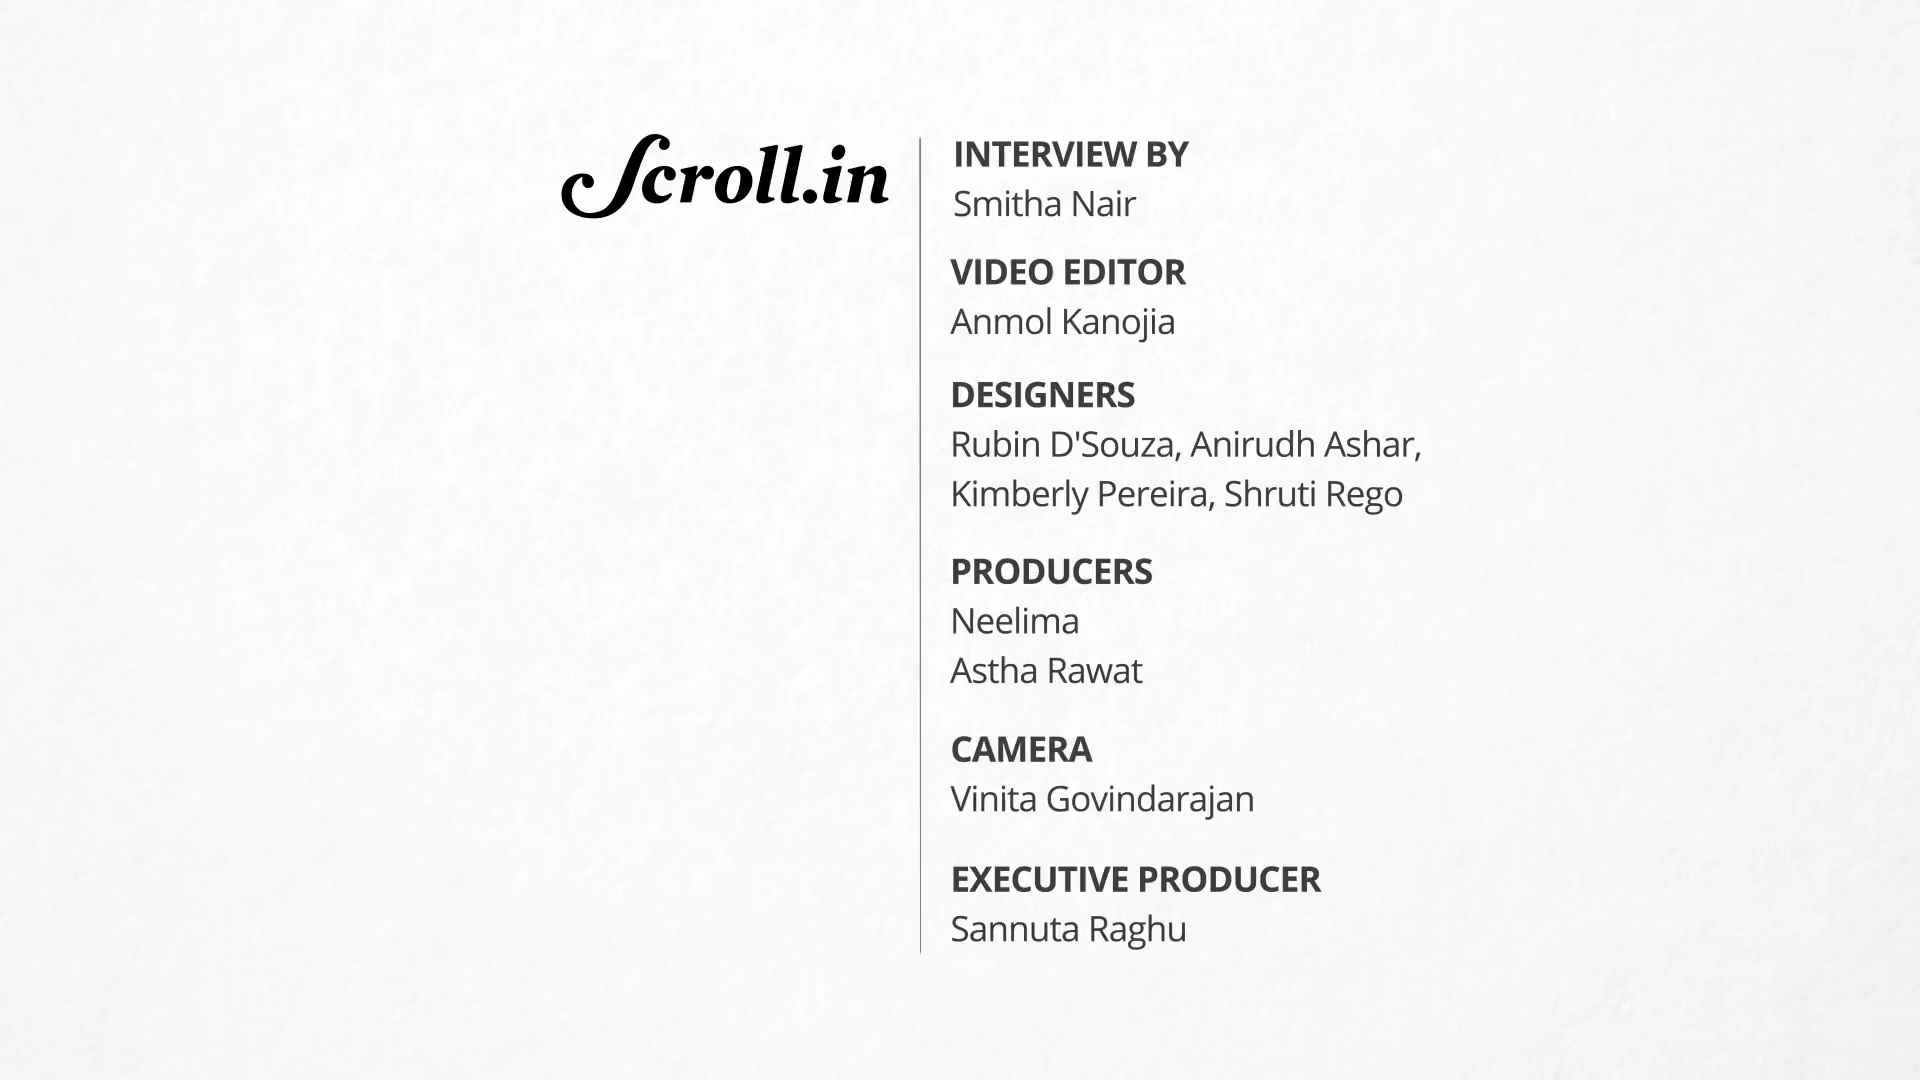 Scroll.in
INTERVIEW BY
Smitha Nair
VIDEO EDITOR
Anmol Kanojia
DESIGNERS
Rubin D'Souza, Anirudh Ashar,
Kimberly Pereira, Shruti Rego
PRODUCERS
Neelima
Astha Rawat
CAMERA
Vinita Govindarajan
EXECUTIVE PRODUCER
Sannuta Raghu